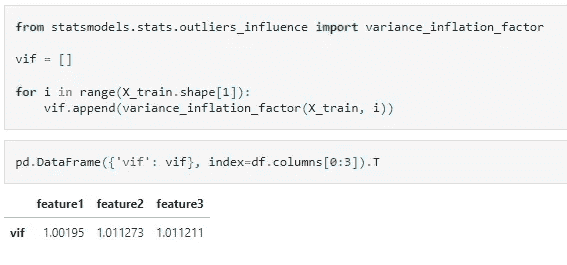 from statsmodels.stats.outliers_influence import variance_inflation_factor
vif = []
for i in range(X_train.shape[1]):
    vif.append(variance_inflation_factor(X_train, i))
pd.DataFrame({'vif': vif}, index=df.columns[0:3]).T
feature1 feature2 feature3
vif 1.00195 1.011273 1.011211